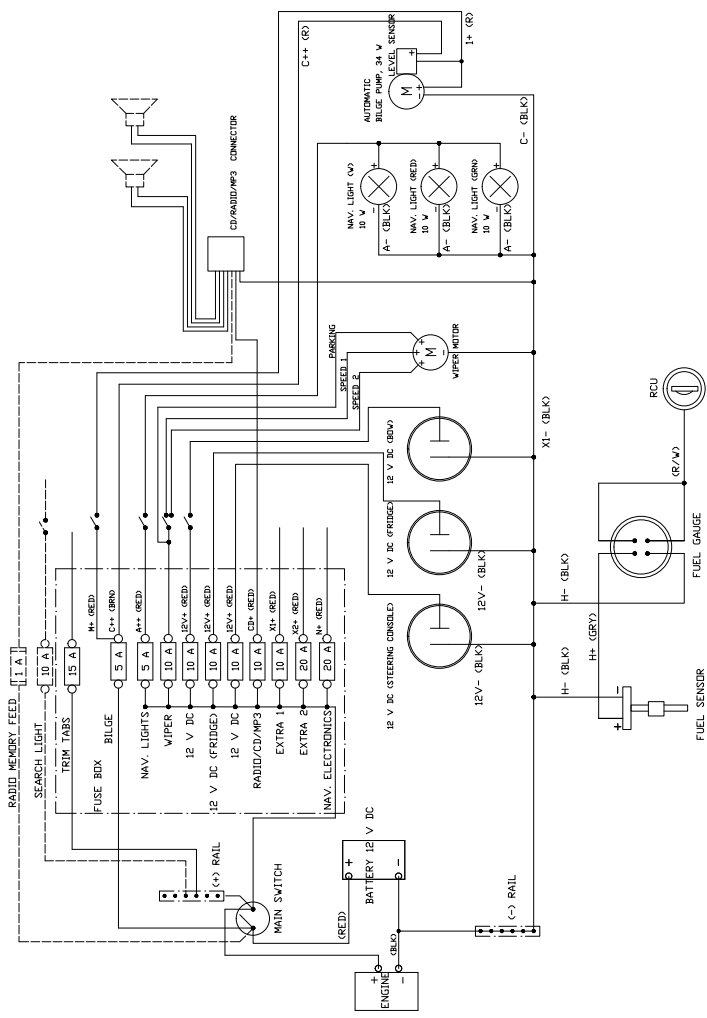 RADIO MEMORY FEED
1 A
SEARCH LIGHT
10 A
TRIM TABS
15 A
FUSE BOX
BILGE
5 A
M+ (RED)
C++ (BRN)
NAV. LIGHTS
5 A
A++ (RED)
WIPER
10 A
12 V DC
10 A
12V+ (RED)
12 V DC (FRIDGE)
10 A
12V+ (RED)
12 V DC
10 A
12V+ (RED)
RADIO/CD/MP3
10 A
CD+ (RED)
EXTRA 1
10 A
X1+ (RED)
EXTRA 2
20 A
X2+ (RED)
NAV. ELECTRONICS
20 A
N+ (RED)
(+) RAIL
MAIN SWITCH
(RED)
(BLK)
+
-
ENGINE
+
-
BATTERY 12 V DC
(-) RAIL
CD/RADIO/MP3 CONNECTOR
C++ (R)
1+ (R)
AUTOMATIC
BILGE PUMP, 34 W
LEVEL SENSOR
+
M
+
-
C- (BLK)
NAV. LIGHT (W)
10 W
+
-
A- (BLK)
NAV. LIGHT (RED)
10 W
+
-
A- (BLK)
NAV. LIGHT (GRN)
10 W
+
-
A- (BLK)
PARKING
SPEED 1
SPEED 2
+
+
+
M
-
WIPER MOTOR
12 V DC (BOW)
12 V DC (FRIDGE)
12V- (BLK)
12 V DC (STEERING CONSOLE)
12V- (BLK)
X1- (BLK)
H- (BLK)
H- (BLK)
H+ (GRY)
(R/W)
RCU
FUEL GAUGE
+
-
FUEL SENSOR